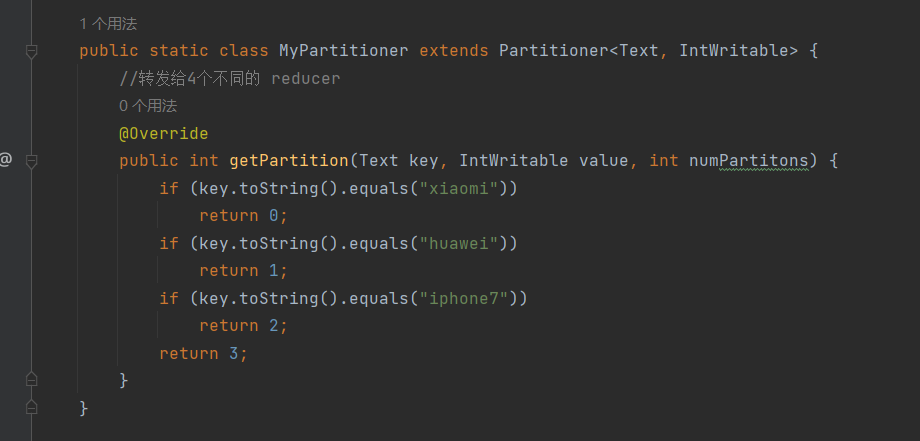 1 个用法
public static class MyPartitioner extends Partitioner<Text, IntWritable> {
//转发给4个不同的 reducer
0 个用法
@Override
@ public int getPartition(Text key, IntWritable value, int numPartitons) {
if (key.toString().equals("xiaomi"))
return 0;
if (key.toString().equals("huawei"))
return 1;
if (key.toString().equals("iphone7"))
return 2;
return 3;
}
}